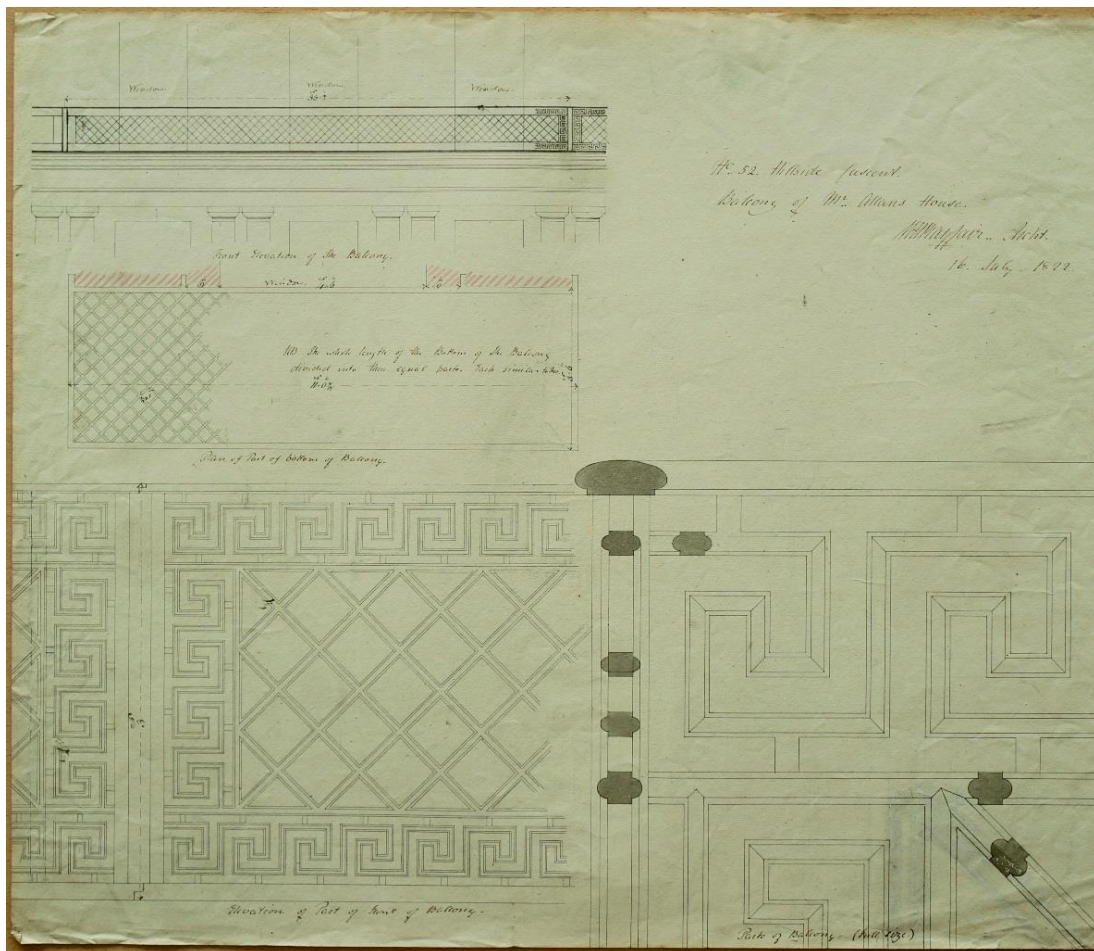 Window
Window
Window
No. 52. Hillside Crescent.
Balcony of Mr. Allans House.
W H Playfair Archt.
16. July 1822
Front Elevation of the Balcony.
Window
NB The whole length of the Bottom of the Balcony
divided into three equal parts. Each similar to this.
Plan of Part of bottom of Balcony.
Elevation of Part of Front of Balcony.
Parts of Balcony. (Full Size)